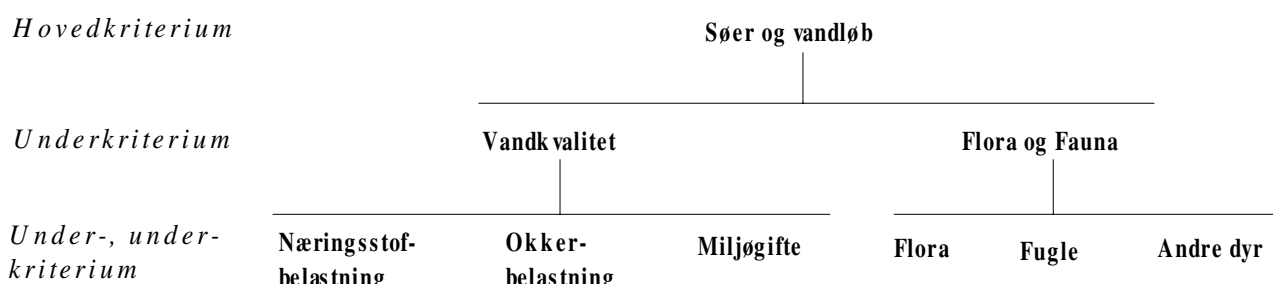 Hovedkriterium
Søer og vandløb
Underkriterium
Vandkvalitet
Flora og Fauna
Under-, under-
kriterium
Næringsstof-
belastning
Okker-
belastning
Miljøgifte
Flora
Fugle
Andre dyr